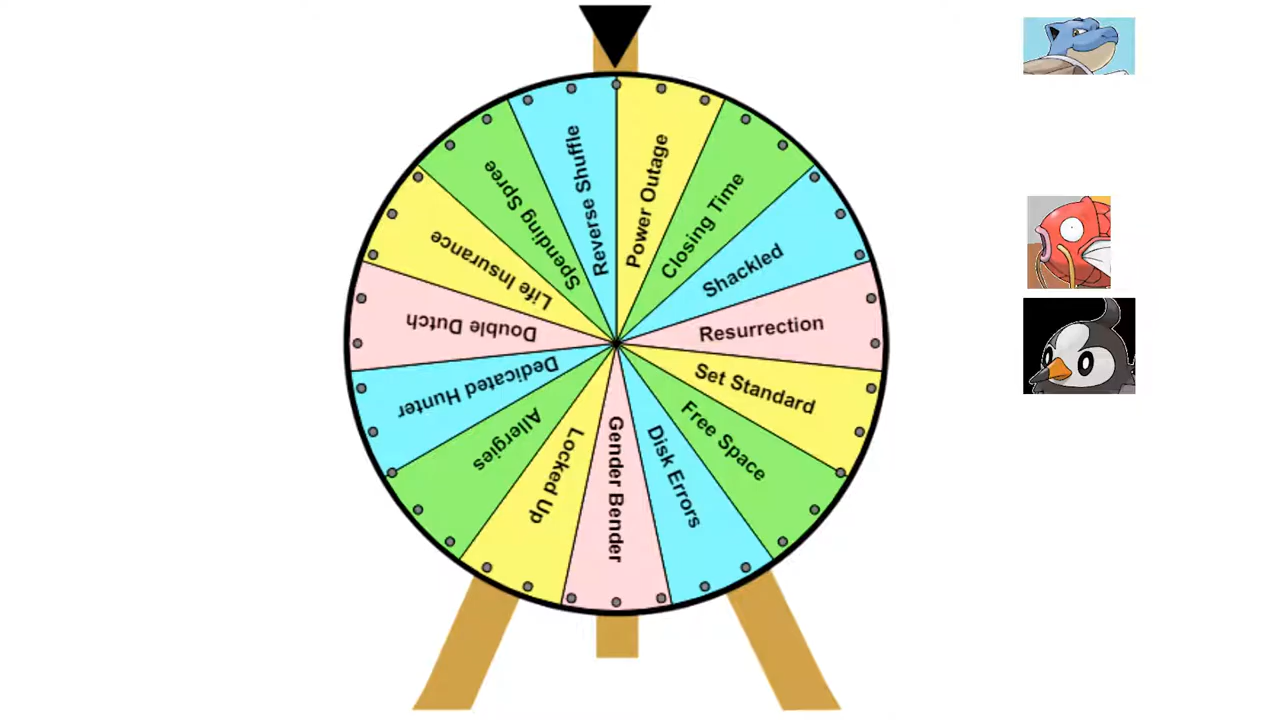 Power Outage
Closing Time
Shackled
Resurrection
Set Standard
Free Space
Disk Errors
Gender Bender
Locked Up
Allergies
Dedicated Hunter
Double Dutch
Life Insurance
Spending Spree
Reverse Shuffle